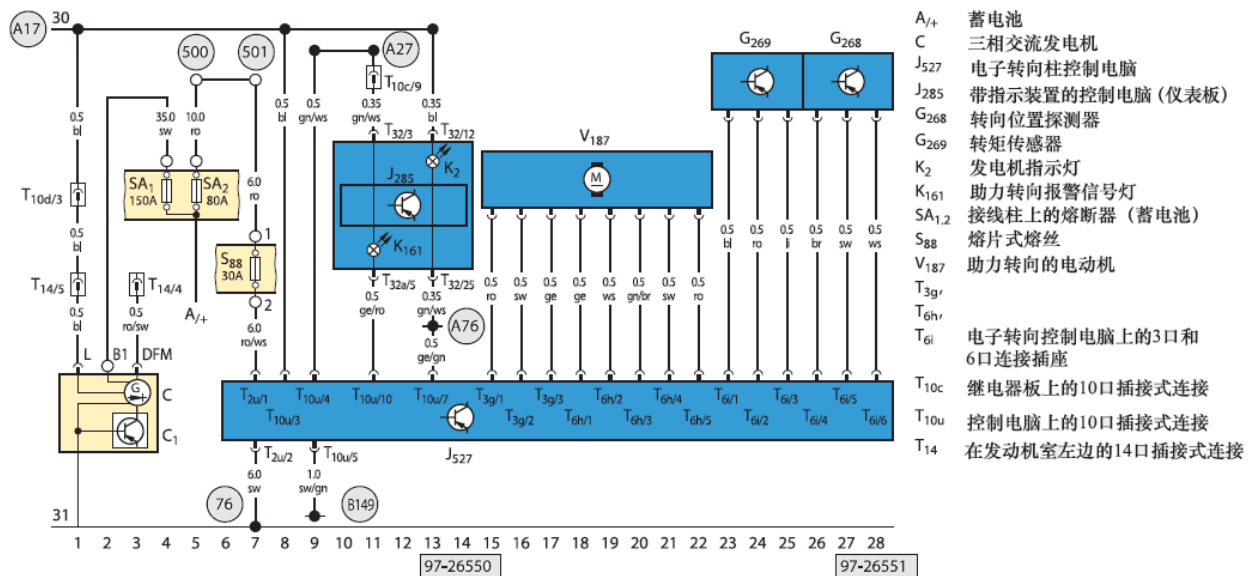 A17
30
500
501
A27
G269
G268
T10c/9
0.5
bl
35.0
sw
10.0
ro
0.5
bl
0.5
gn/ws
0.35
gn/ws
0.35
bl
T32/3
T32/12
V187
SA1
150A
SA2
80A
6.0
ro
K2
J285
M
T10d/3
0.5
bl
1
K161
0.5
bl
0.5
ro
0.5
li
0.5
br
0.5
sw
0.5
ws
S88
30A
T14/5
T14/4
A/+
2
T32a/5
T32/25
0.5
ro
0.5
sw
0.5
ge
0.5
ge
0.5
ws
0.5
gn/br
0.5
sw
0.5
ro
0.5
bl
0.5
ro/sw
6.0
ro/ws
0.5
ge/ro
0.35
gn/ws
A76
0.5
ge/gn
L
B1
DFM
G
C
C1
T2u/1
T10u/4
T10u/10
T10u/7
T3g/1
T3g/3
T6h/2
T6h/4
T6i/1
T6i/3
T6i/5
T10u/3
T3g/2
T6h/1
T6h/3
T6h/5
T6i/2
T6i/4
T6i/6
J527
T2u/2
T10u/5
6.0
sw
1.0
sw/gn
76
B149
31
1 2 3 4 5 6 7 8 9 10 11 12 13 14 15 16 17 18 19 20 21 22 23 24 25 26 27 28
97-26550
97-26551
A/+ 蓄电池
C 三相交流发电机
J527 电子转向柱控制电脑
J285 带指示装置的控制电脑 (仪表板)
G268 转向位置探测器
G269 转矩传感器
K2 发电机指示灯
K161 助力转向报警信号灯
SA1.2 接线柱上的熔断器 (蓄电池)
S88 熔片式熔丝
V187 助力转向的电动机
T3g,
T6h,
T6i 电子转向控制电脑上的3口和
6口连接插座
T10c 继电器板上的10口插接式连接
T10u 控制电脑上的10口插接式连接
T14 在发动机室左边的14口插接式连接